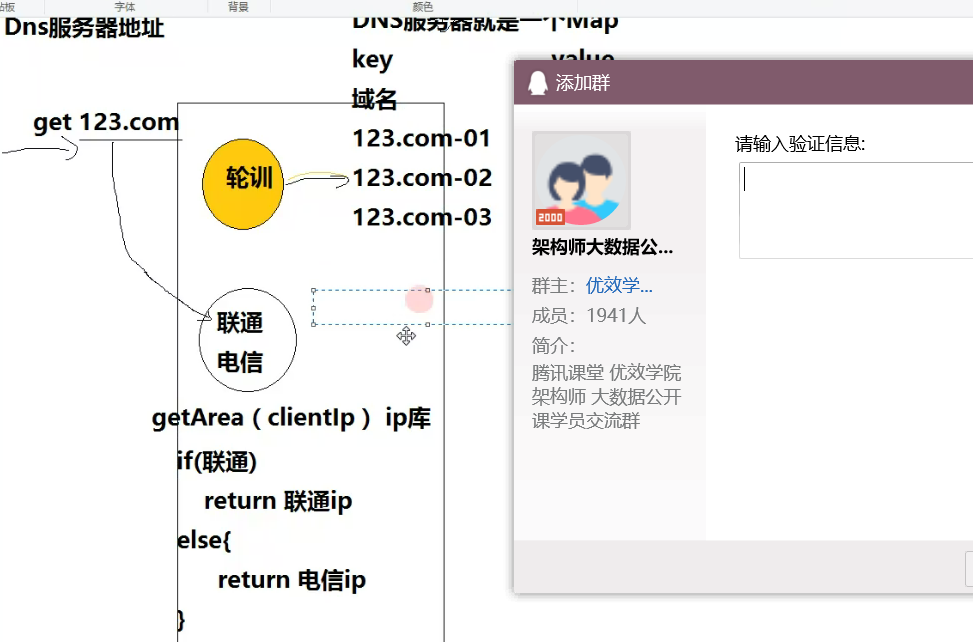 字体
背景
颜色
Dns服务器地址
DNS服务器就是一个Map
key
value
域名
get 123.com
123.com-01
轮训
123.com-02
123.com-03
联通
电信
getArea（clientIp） ip库
if(联通)
return 联通ip
else{
return 电信ip
}
添加群
请输入验证信息:
2000
架构师大数据公...
群主：优效学...
成员：1941人
简介：
腾讯课堂 优效学院
架构师 大数据公开
课学员交流群